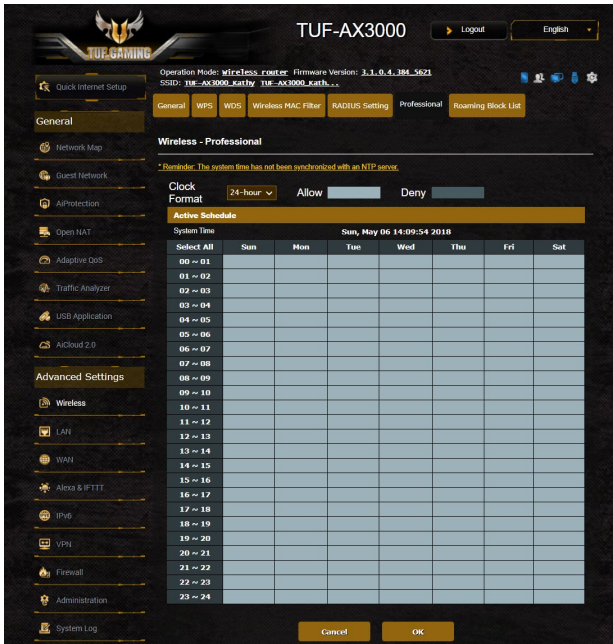 TUF GAMING
TUF-AX3000
Logout
English
Operation Mode: Wireless router Firmware Version: 3.1.0.4.384_5621
SSID: TUF-AX3000_Kathy TUF-AX3000_Kath...
Quick Internet Setup
General
Network Map
Guest Network
AiProtection
Open NAT
Adaptive QoS
Traffic Analyzer
USB Application
AiCloud 2.0
Advanced Settings
Wireless
LAN
WAN
Alexa & IFTTT
IPv6
VPN
Firewall
Administration
System Log
General WPS WDS Wireless MAC Filter RADIUS Setting Professional Roaming Block List
Wireless - Professional
* Reminder: The system time has not been synchronized with an NTP server.
Clock Format 24-hour Allow Deny
Active Schedule
System Time Sun, May 06 14:09:54 2018
Select All Sun Mon Tue Wed Thu Fri Sat
00 ~ 01
01 ~ 02
02 ~ 03
03 ~ 04
04 ~ 05
05 ~ 06
06 ~ 07
07 ~ 08
08 ~ 09
09 ~ 10
10 ~ 11
11 ~ 12
12 ~ 13
13 ~ 14
14 ~ 15
15 ~ 16
16 ~ 17
17 ~ 18
18 ~ 19
19 ~ 20
20 ~ 21
21 ~ 22
22 ~ 23
23 ~ 24
Cancel OK